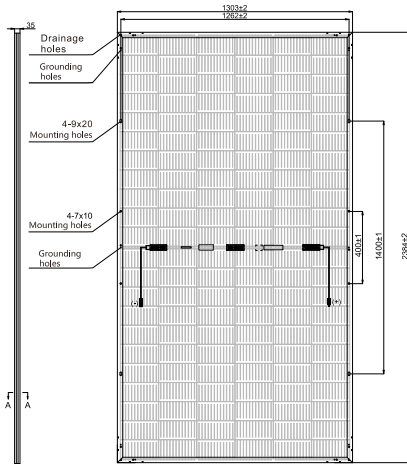 1303±2
1262±2
35
Drainage
holes
Grounding
holes
4-9x20
Mounting holes
4-7x10
Mounting holes
Grounding
holes
400±1
1400±1
2384±2
(-)
(+)
A A